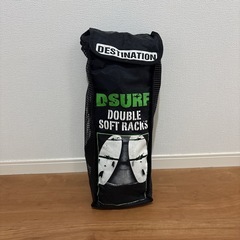 DESTINATION
DSURF
DOUBLE
SOFT RACKS